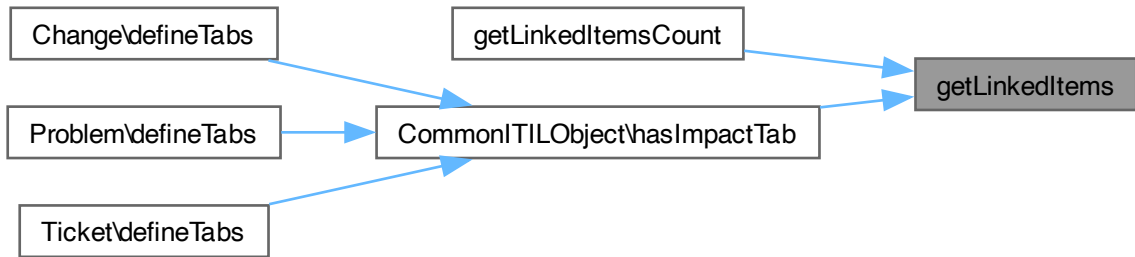 Change\defineTabs
getLinkedItemsCount
getLinkedItems
Problem\defineTabs
CommonITILObject\hasImpactTab
Ticket\defineTabs